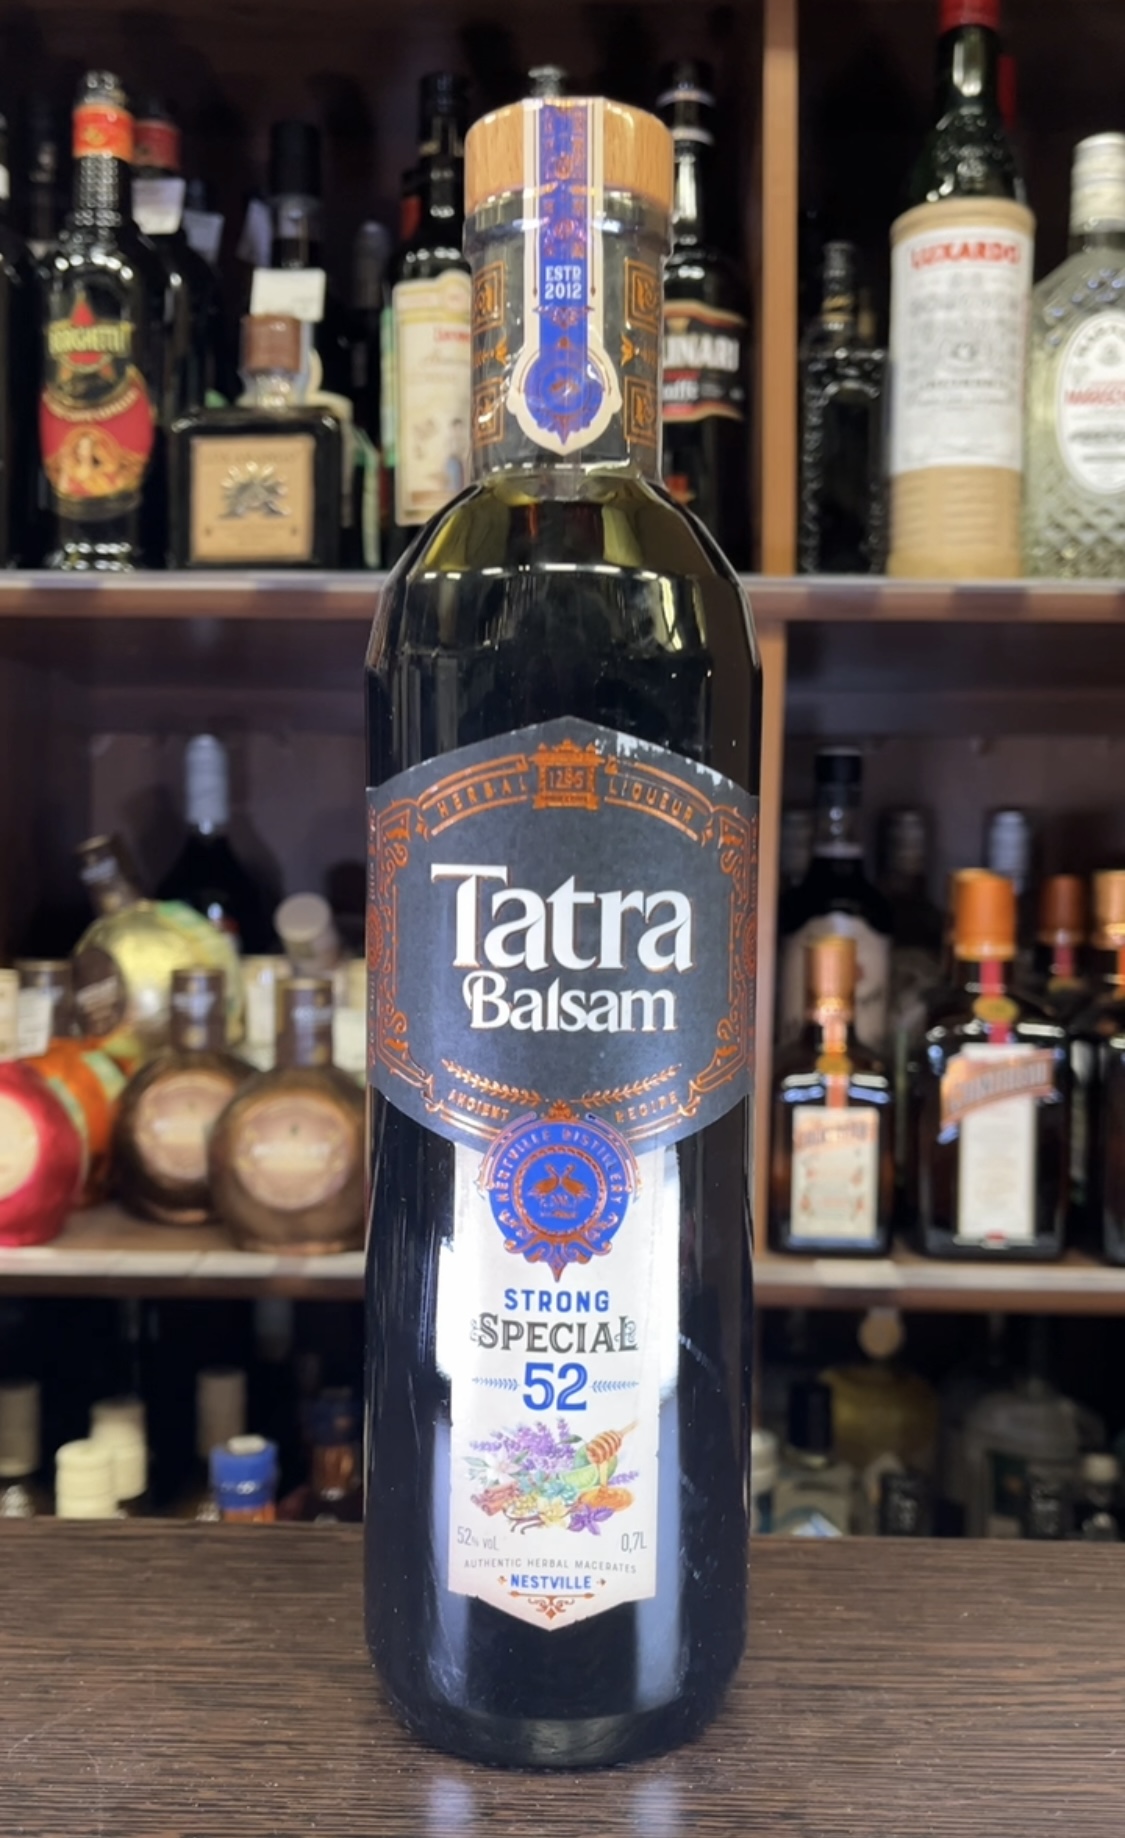 LUXARDO
ESTD
2012
HERBAL 1285 LIQUEUR
Tatra
Balsam
ANCIENT RECIPE
NESTVILLE DISTILLERY
STRONG
SPECIAL
52
52% vol.
0,7L
AUTHENTIC HERBAL MACERATES
NESTVILLE